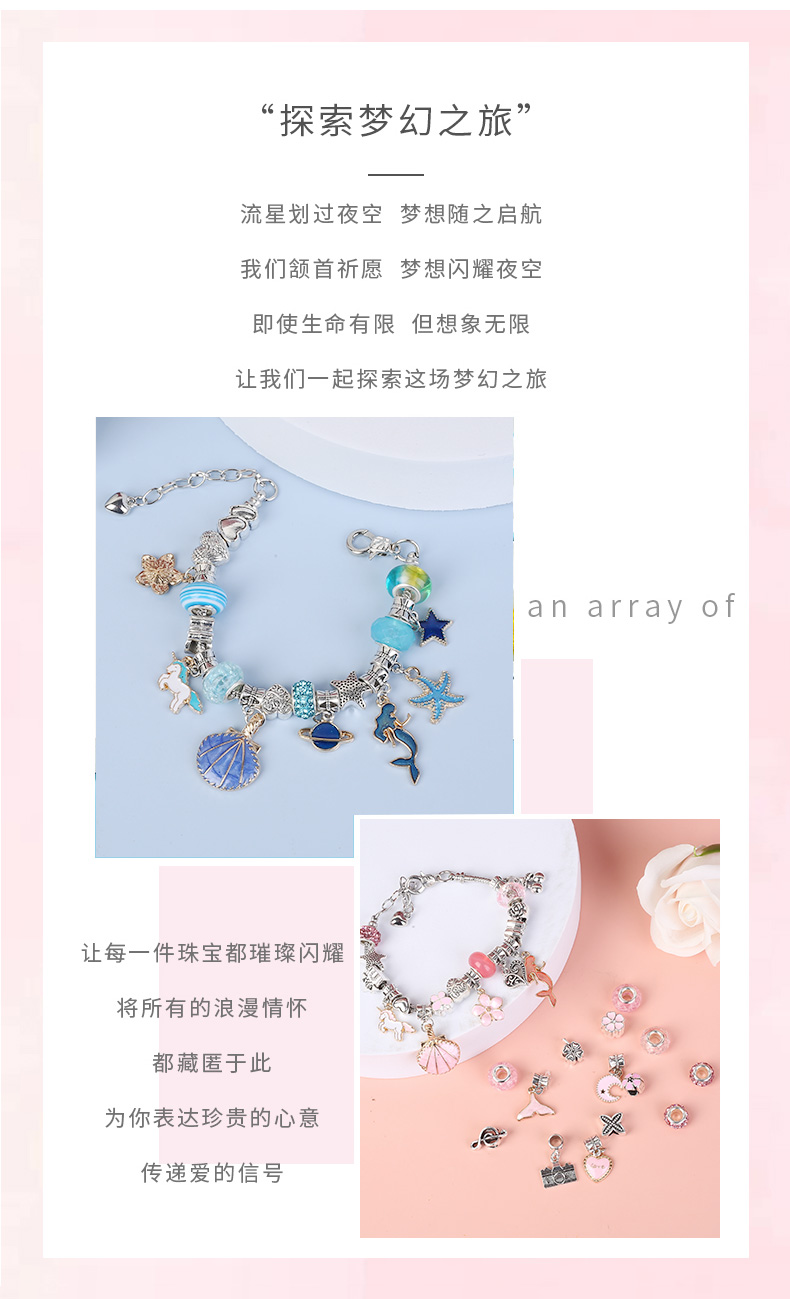 “探索梦幻之旅”
流星划过夜空 梦想随之启航
我们颔首祈愿 梦想闪耀夜空
即使生命有限 但想象无限
让我们一起探索这场梦幻之旅
an array of
让每一件珠宝都璀璨闪耀
将所有的浪漫情怀
都藏匿于此
为你表达珍贵的心意
传递爱的信号